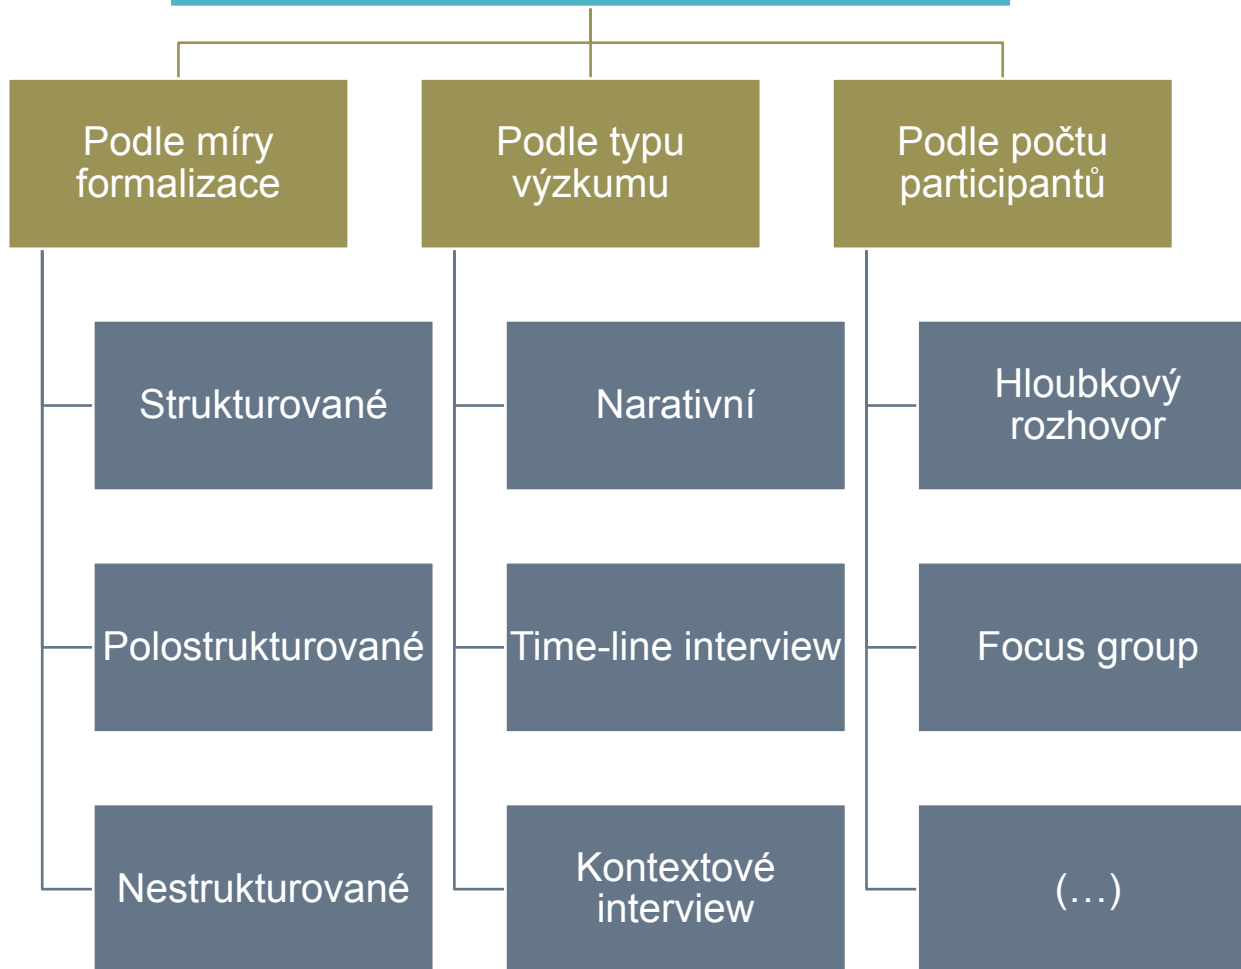 Podle míry
formalizace
Strukturované
Polostrukturované
Nestrukturované
Podle typu
výzkumu
Narativní
Time-line interview
Kontextové
interview
Podle počtu
participantů
Hloubkový
rozhovor
Focus group
(…)